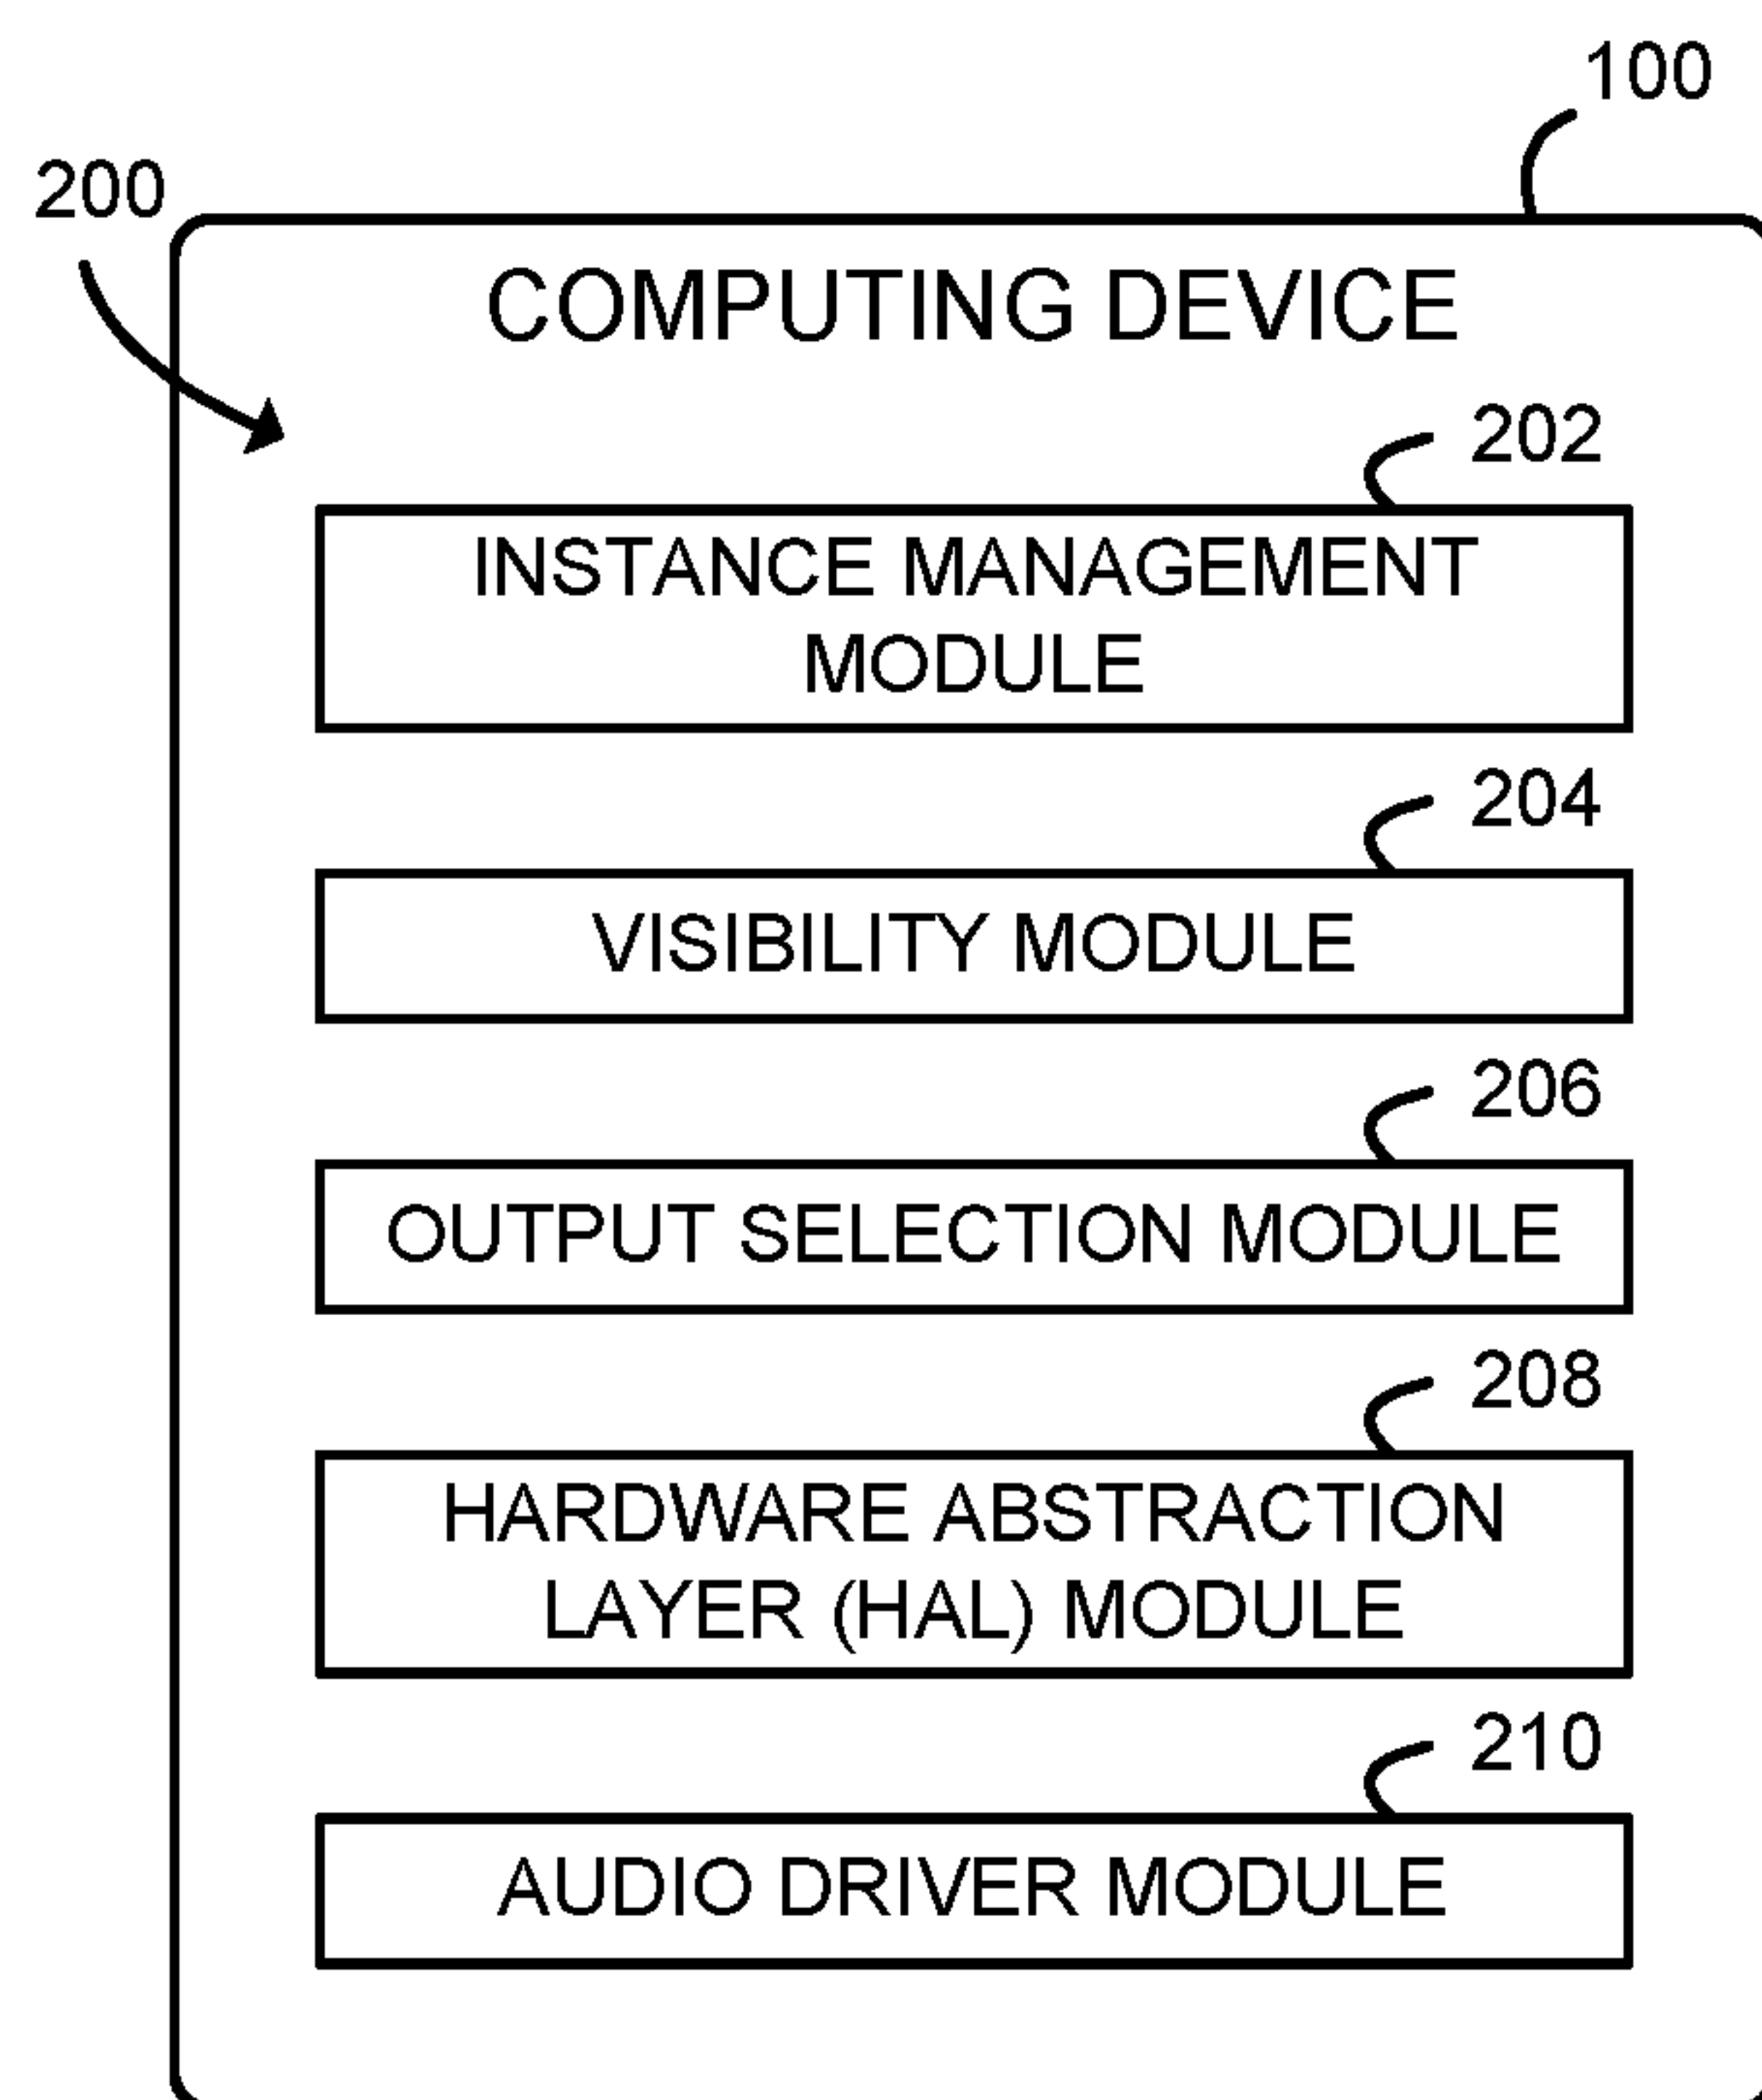 100
200
COMPUTING DEVICE
202
INSTANCE MANAGEMENT
MODULE
204
VISIBILITY MODULE
206
OUTPUT SELECTION MODULE
208
HARDWARE ABSTRACTION
LAYER (HAL) MODULE
210
AUDIO DRIVER MODULE